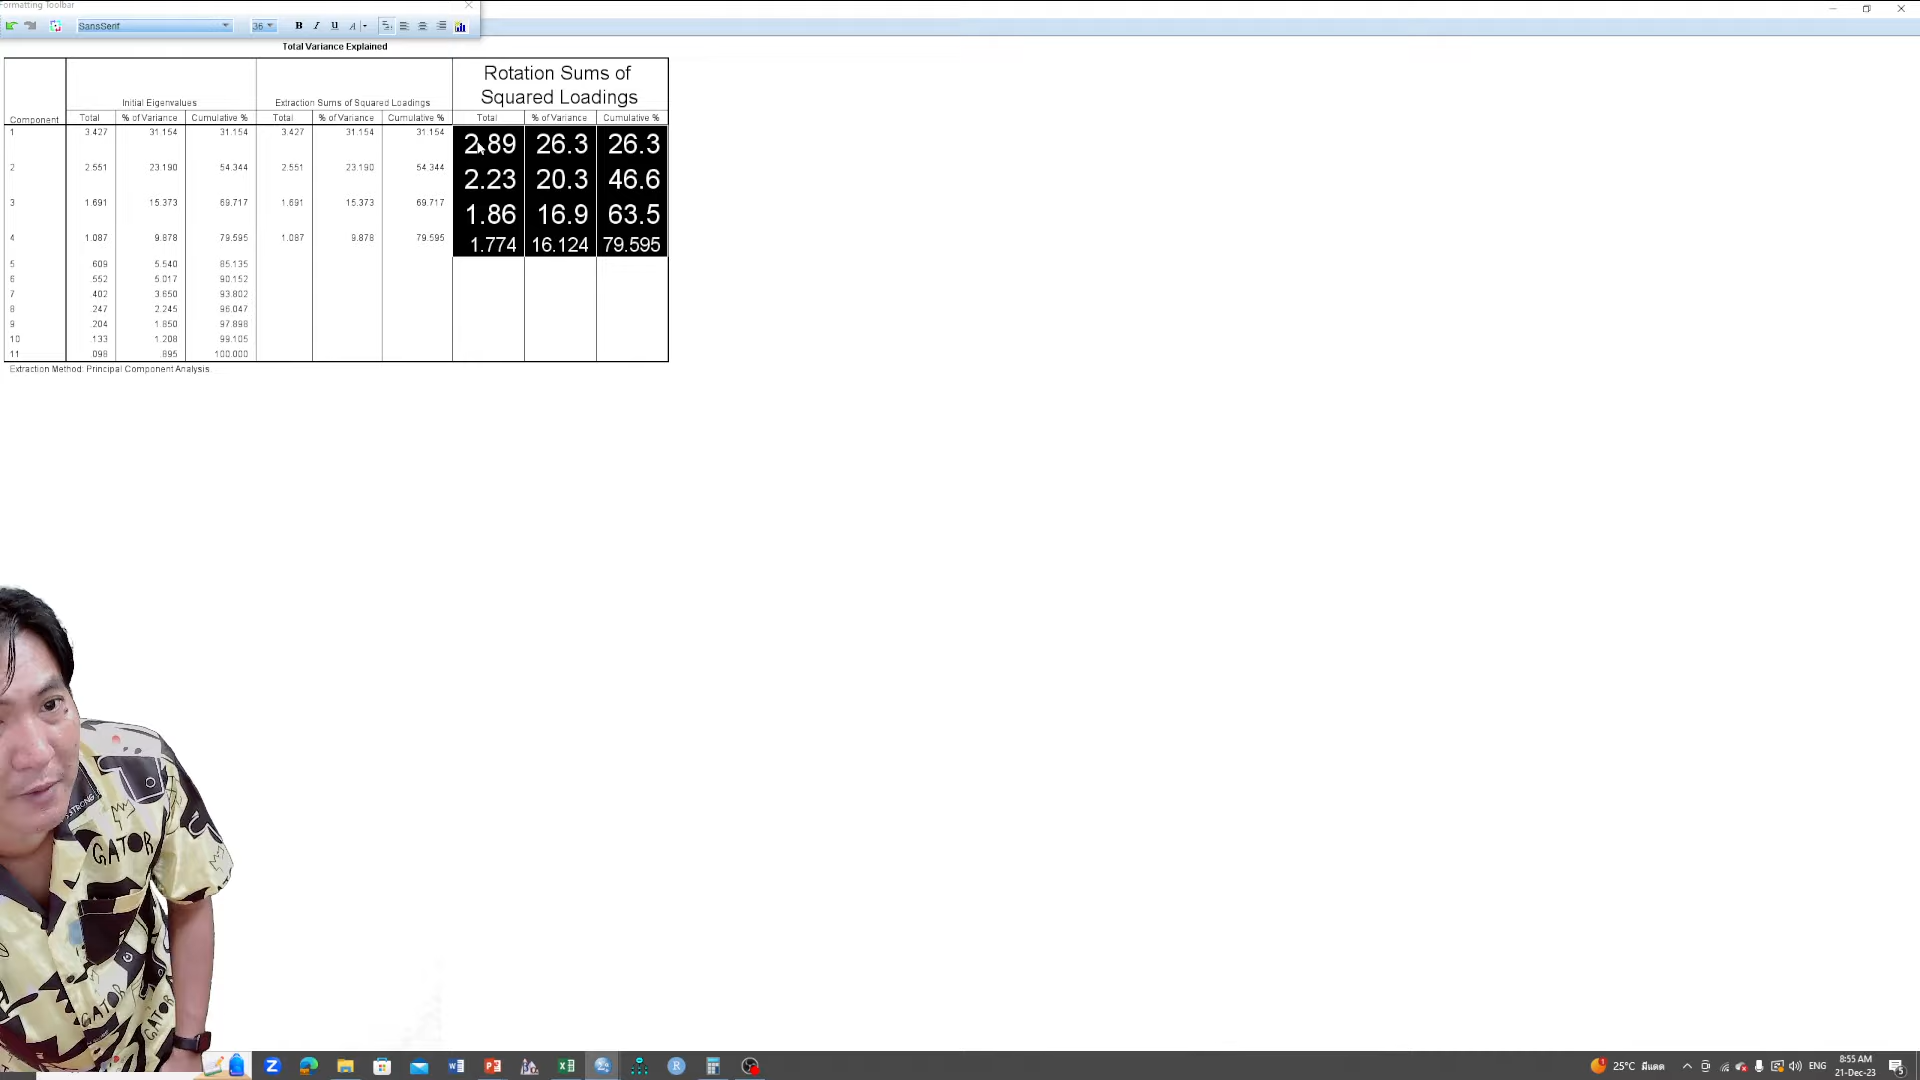 Formatting Toolbar
SansSerif 36 B I U A
Total Variance Explained
Rotation Sums of
Squared Loadings
Initial Eigenvalues Extraction Sums of Squared Loadings
Component Total % of Variance Cumulative % Total % of Variance Cumulative % Total % of Variance Cumulative %
1 3.427 31.154 31.154 3.427 31.154 31.154 2.89 26.3 26.3
2 2.551 23.190 54.344 2.551 23.190 54.344 2.23 20.3 46.6
3 1.691 15.373 69.717 1.691 15.373 69.717 1.86 16.9 63.5
4 1.087 9.878 79.595 1.087 9.878 79.595 1.774 16.124 79.595
5 .609 5.540 85.135
6 .552 5.017 90.152
7 .402 3.650 93.802
8 .247 2.245 96.047
9 .204 1.850 97.898
10 .133 1.208 99.105
11 .098 .895 100.000
Extraction Method: Principal Component Analysis.
STRONG
GATOR
GATOR
GATOR
25°C มีแดด ENG 8:55 AM
21-Dec-23